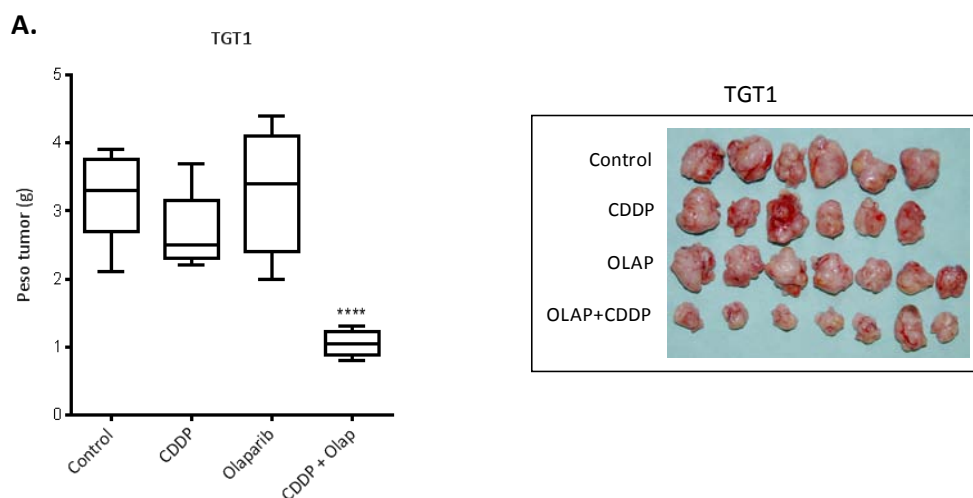 A.
TGT1
Peso tumor (g)
5
4
3
2
1
0
****
Control
CDDP
Olaparib
CDDP + Olap
TGT1
Control
CDDP
OLAP
OLAP+CDDP